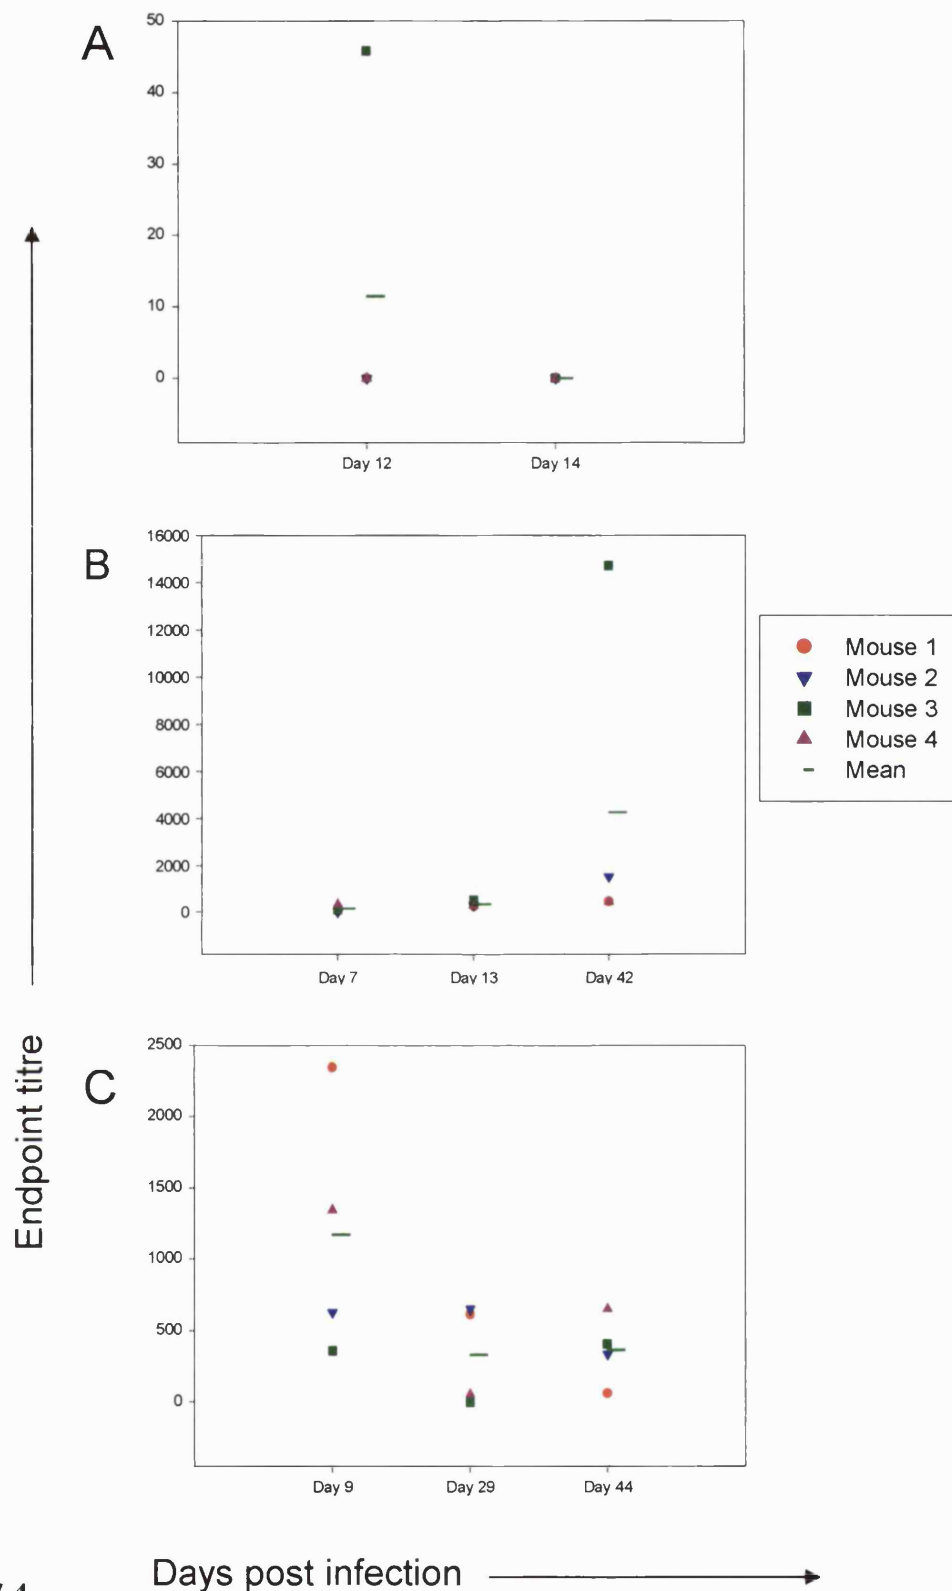 A
50
40
30
20
10
0
Day 12 Day 14
B
16000
14000
12000
10000
8000
6000
4000
2000
0
Day 7 Day 13 Day 42
Mouse 1
Mouse 2
Mouse 3
Mouse 4
Mean
C
2500
2000
1500
1000
500
0
Day 9 Day 29 Day 44
Endpoint titre
Days post infection